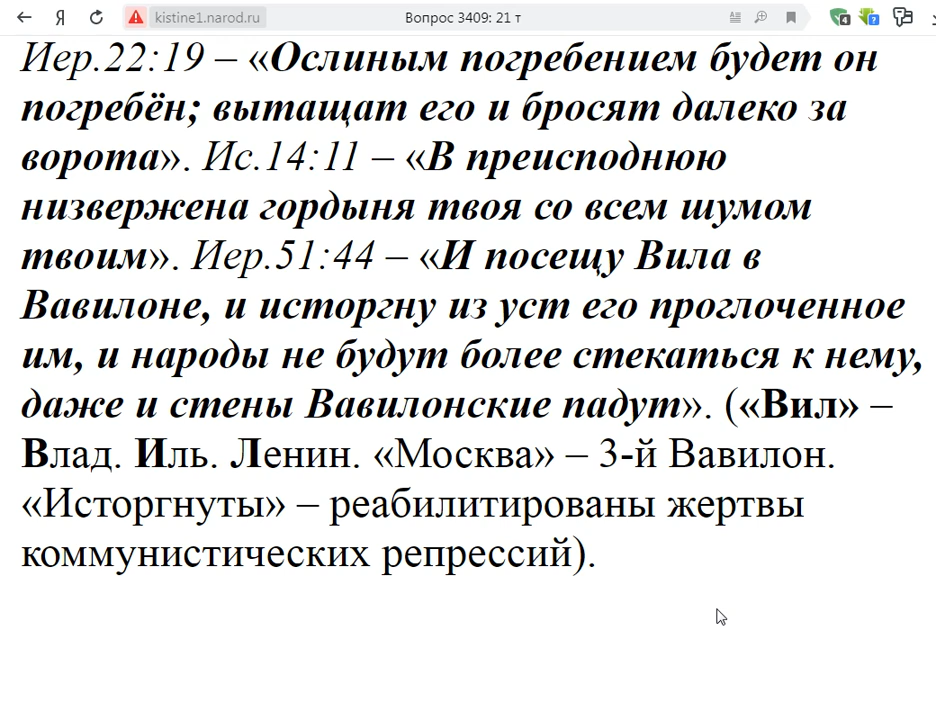 Я
kistine1.narod.ru
Вопрос 3409: 21 т
4
?
Иер.22:19 – «Ослиным погребением будет он
погребён; вытащат его и бросят далеко за
ворота». Ис.14:11 – «В преисподнюю
низвержена гордыня твоя со всем шумом
твоим». Иер.51:44 – «И посещу Вила в
Вавилоне, и исторгну из уст его проглоченное
им, и народы не будут более стекаться к нему,
даже и стены Вавилонские падут». («Вил» –
Влад. Иль. Ленин. «Москва» – 3-й Вавилон.
«Исторгнуты» – реабилитированы жертвы
коммунистических репрессий).